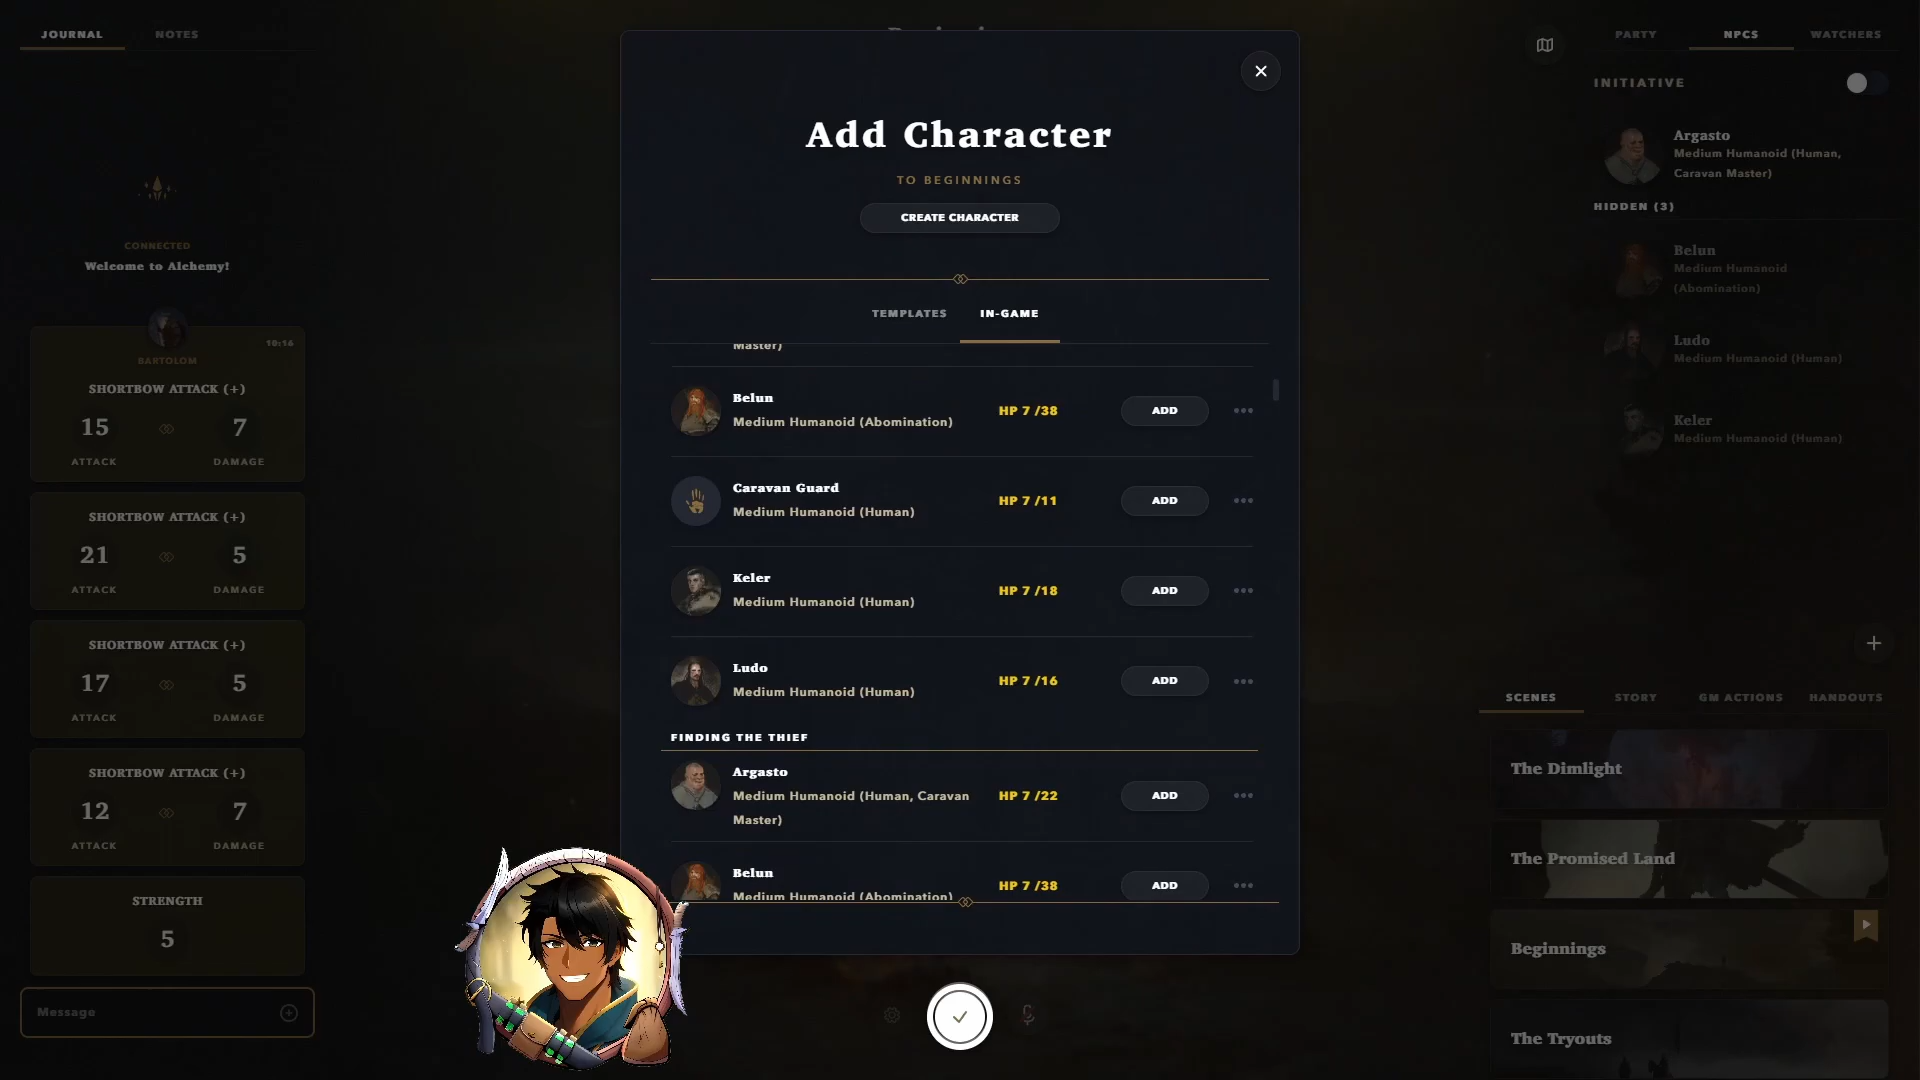 JOURNAL
NOTES
CONNECTED
Welcome to Alchemy!
10:16
BARTOLOM
SHORTBOW ATTACK (+)
15
7
ATTACK
DAMAGE
SHORTBOW ATTACK (+)
21
5
ATTACK
DAMAGE
SHORTBOW ATTACK (+)
17
5
ATTACK
DAMAGE
SHORTBOW ATTACK (+)
12
7
ATTACK
DAMAGE
STRENGTH
5
Message
Add Character
TO BEGINNINGS
CREATE CHARACTER
TEMPLATES
IN-GAME
Master)
Belun
Medium Humanoid (Abomination)
HP 7 /38
ADD
Caravan Guard
Medium Humanoid (Human)
HP 7 /11
ADD
Keler
Medium Humanoid (Human)
HP 7 /18
ADD
Ludo
Medium Humanoid (Human)
HP 7 /16
ADD
FINDING THE THIEF
Argasto
Medium Humanoid (Human, Caravan
Master)
HP 7 /22
ADD
Belun
Medium Humanoid (Abomination)
HP 7 /38
ADD
PARTY
NPCS
WATCHERS
INITIATIVE
Argasto
Medium Humanoid (Human,
Caravan Master)
HIDDEN (3)
Belun
Medium Humanoid
(Abomination)
Ludo
Medium Humanoid (Human)
Keler
Medium Humanoid (Human)
SCENES
STORY
GM ACTIONS
HANDOUTS
The Dimlight
The Promised Land
Beginnings
The Tryouts